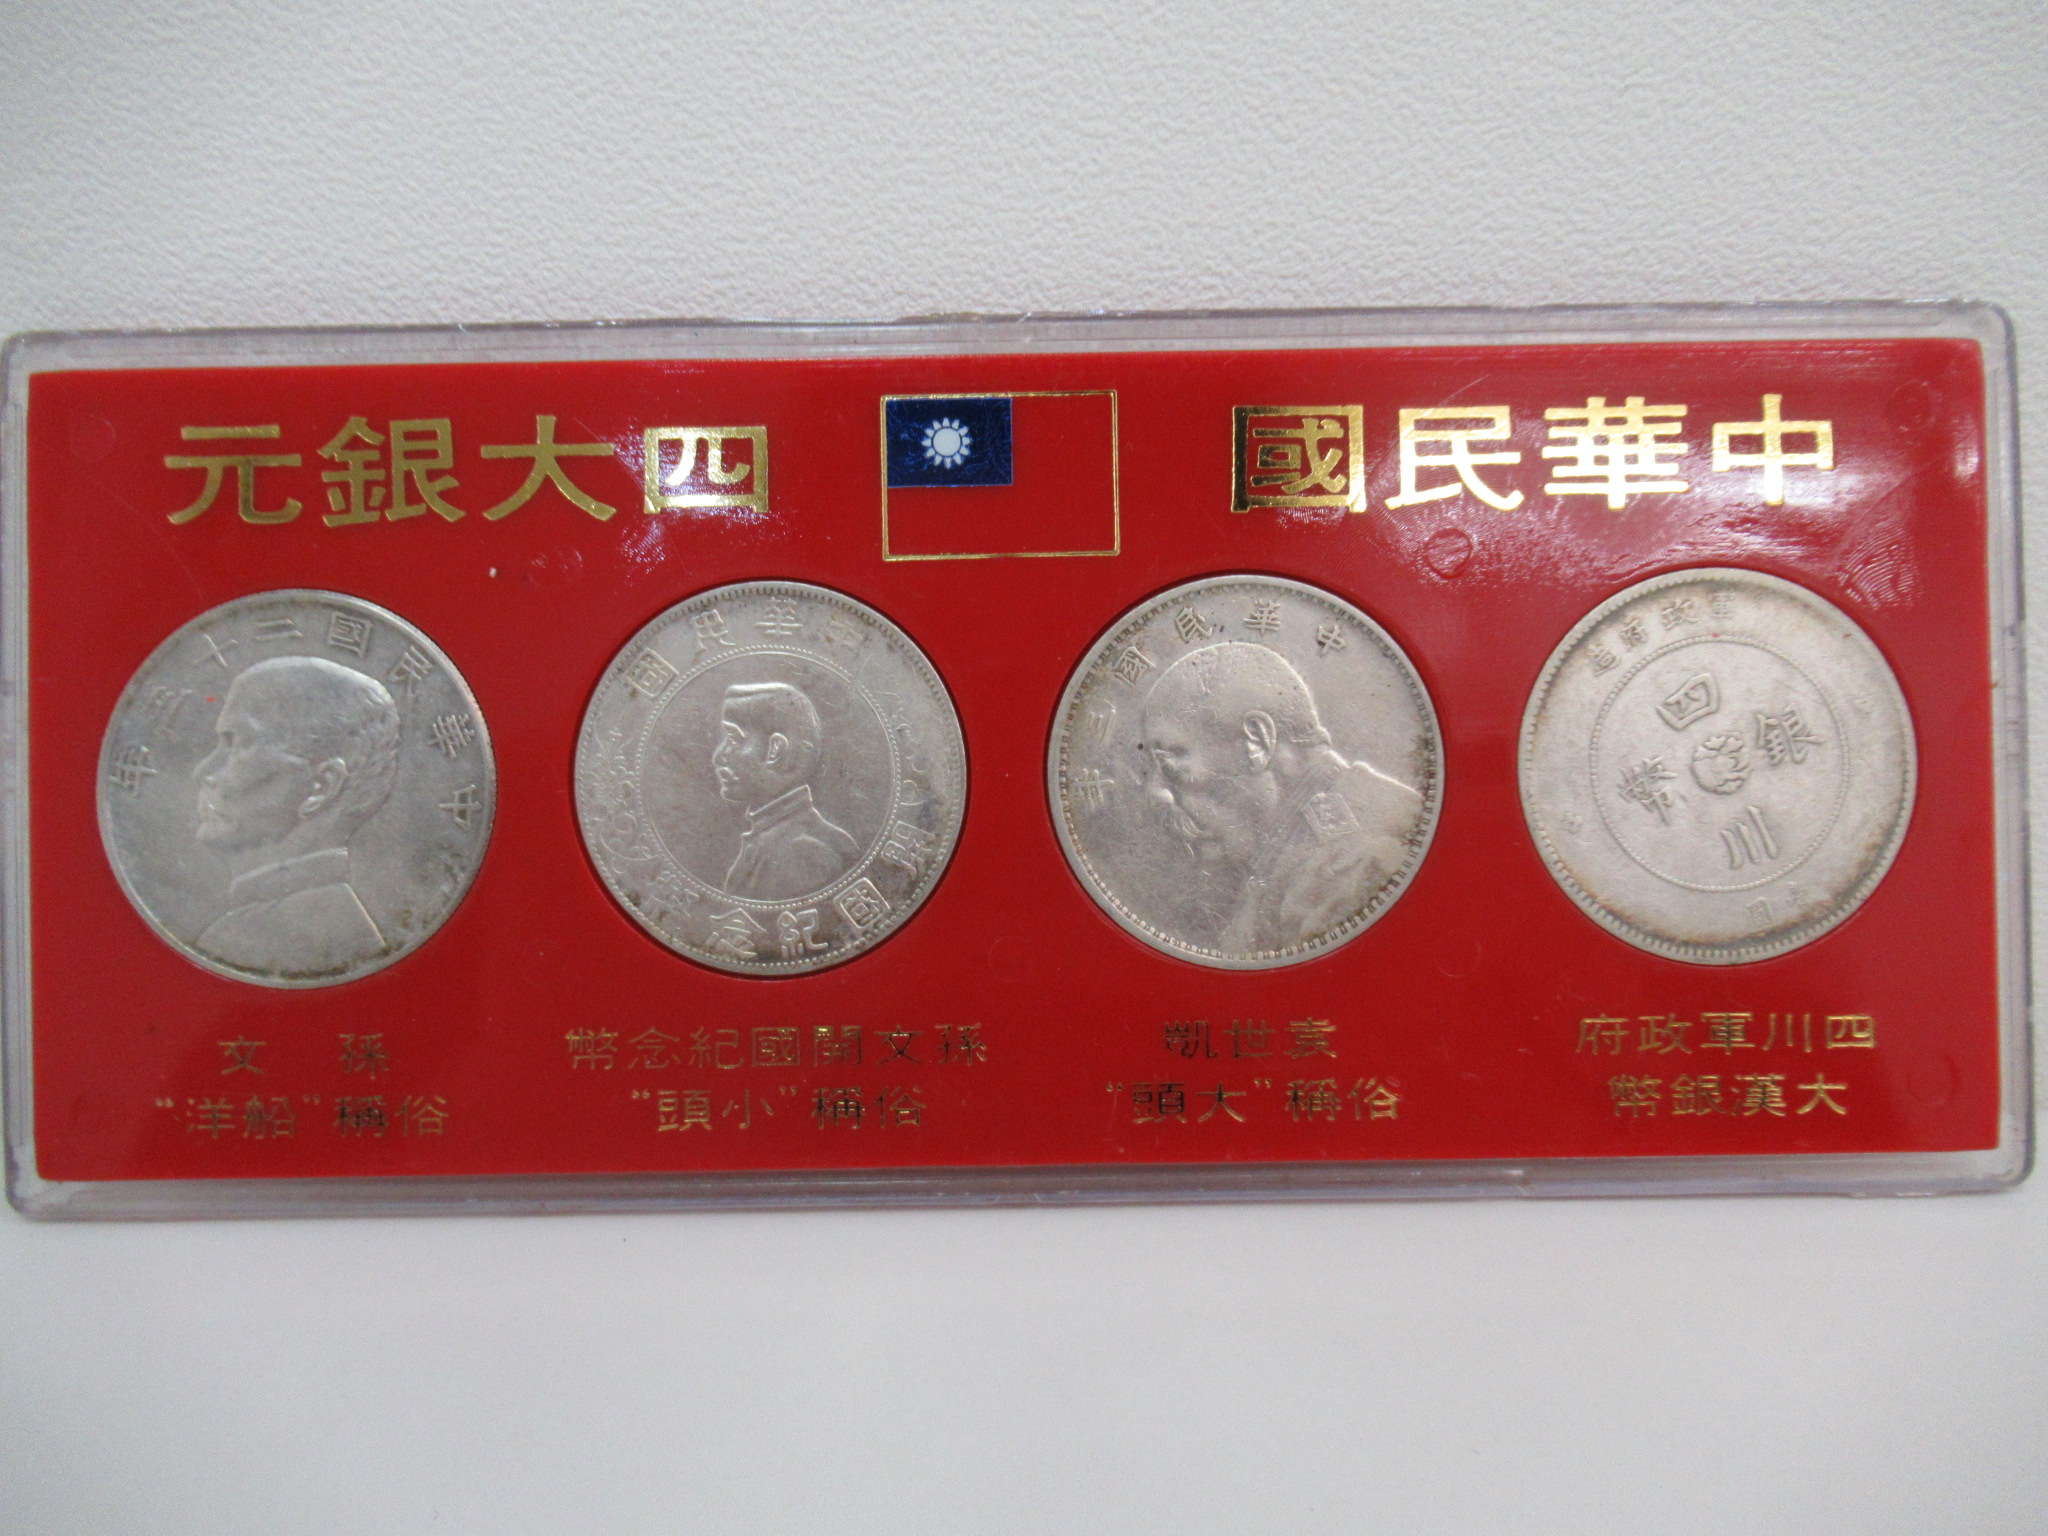 中華民國
四大銀元
軍政府造
四川銀幣
中華民國三年
中華民國
開國紀念幣
中華民國二十三年
四川軍政府
大漢銀幣
袁世凱
俗稱“大頭”
孫文開國紀念幣
俗稱“小頭”
孫文
俗稱“船洋”